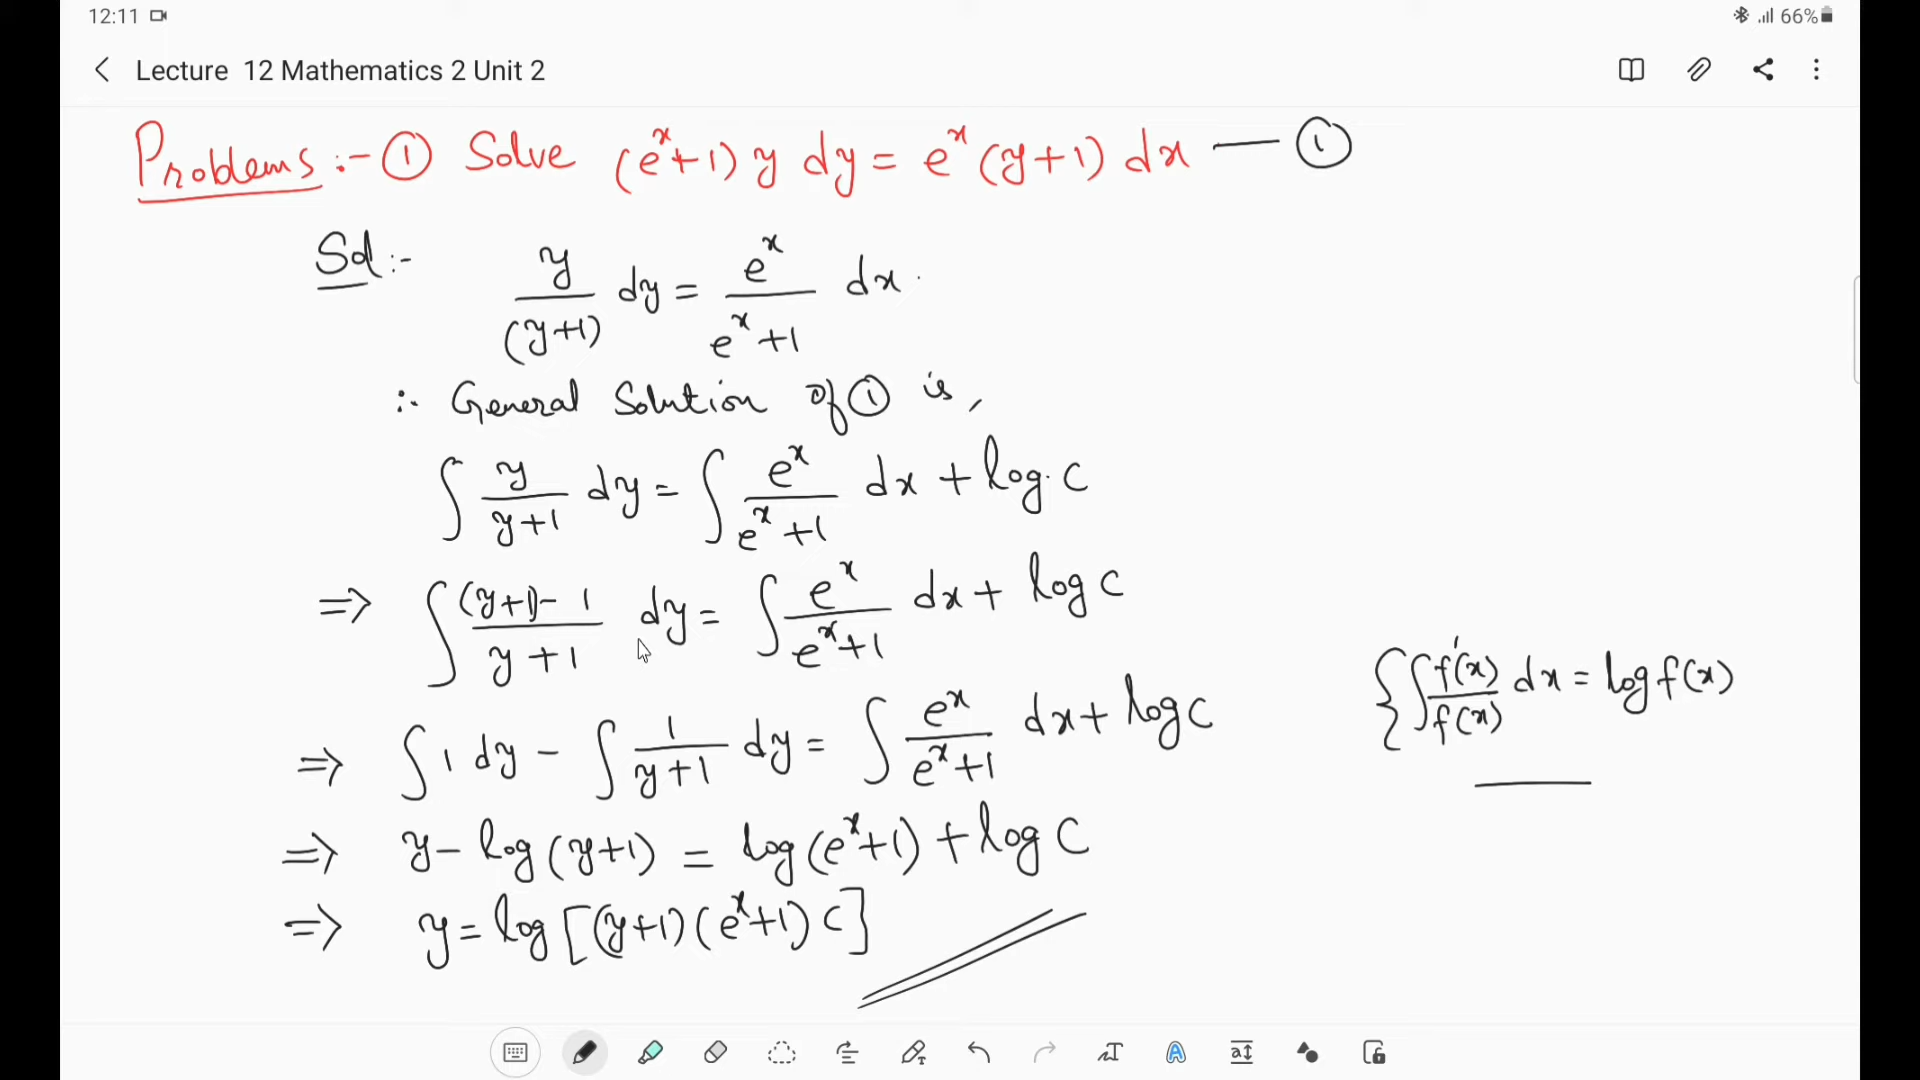 12:11
66%
Lecture 12 Mathematics 2 Unit 2
Problems :- ① Solve (e^x+1) y dy = e^x (y+1) dx — ①
Sol :- y/(y+1) dy = e^x/(e^x+1) dx.
∴ General Solution of ① is,
∫ y/(y+1) dy = ∫ e^x/(e^x+1) dx + log.c
=> ∫ ((y+1)-1)/(y+1) dy = ∫ e^x/(e^x+1) dx + log c
{∫ f'(x)/f(x) dx = log f(x)
=> ∫ 1 dy - ∫ 1/(y+1) dy = ∫ e^x/(e^x+1) dx + log c
=> y - log (y+1) = log (e^x+1) + log c
=> y = log [(y+1) (e^x+1) c]